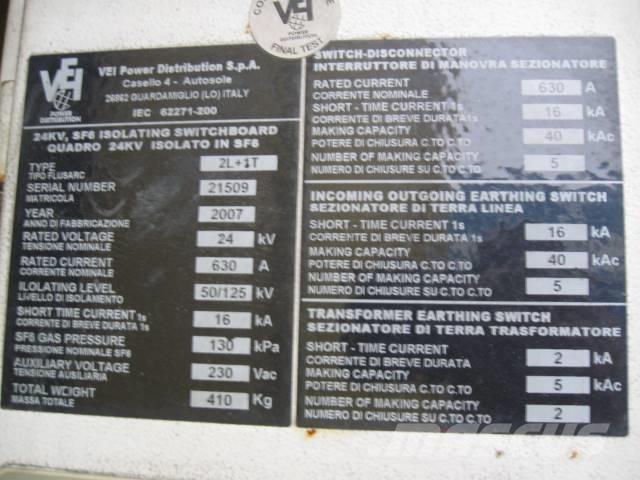 VEI
POWER
DISTRIBUTION
FINAL TEST
VEI
POWER
DISTRIBUTION
VEI Power Distribution S.p.A.
Casello 4 - Autosole
26862 GUARDAMIGLIO (LO) ITALY
IEC 62271-200
24KV, SF6 ISOLATING SWITCHBOARD
QUADRO 24KV ISOLATO IN SF6
TYPE 2L+1T
TIPO FLUSARC
SERIAL NUMBER 21509
MATRICOLA
YEAR 2007
ANNO DI FABBRICAZIONE
RATED VOLTAGE 24 kV
TENSIONE NOMINALE
RATED CURRENT 630 A
CORRENTE NOMINALE
ILOLATING LEVEL 50/125 kV
LIVELLO DI ISOLAMENTO
SHORT TIME CURRENT 1s 16 kA
CORRENTE DI BREVE DURATA 1s
SF6 GAS PRESSURE 130 kPa
PRESSIONE NOMINALE SF6
AUXILIARY VOLTAGE 230 Vac
TENSIONE AUSILIARIA
TOTAL WEIGHT 410 Kg
MASSA TOTALE
SWITCH-DISCONNECTOR
INTERRUTTORE DI MANOVRA SEZIONATORE
RATED CURRENT 630 A
CORRENTE NOMINALE
SHORT - TIME CURRENT 1s 16 kA
CORRENTE DI BREVE DURATA 1s
MAKING CAPACITY 40 kAc
POTERE DI CHIUSURA C.TO C.TO
NUMBER OF MAKING CAPACITY 5
NUMERO DI CHIUSURE SU C.TO C.TO
INCOMING OUTGOING EARTHING SWITCH
SEZIONATORE DI TERRA LINEA
SHORT - TIME CURRENT 1s 16 kA
CORRENTE DI BREVE DURATA 1s
MAKING CAPACITY 40 kAc
POTERE DI CHIUSURA C.TO C.TO
NUMBER OF MAKING CAPACITY 5
NUMERO DI CHIUSURE SU C.TO C.TO
TRANSFORMER EARTHING SWITCH
SEZIONATORE DI TERRA TRASFORMATORE
SHORT - TIME CURRENT 2 kA
CORRENTE DI BREVE DURATA
MAKING CAPACITY 5 kAc
POTERE DI CHIUSURA C.TO C.TO
NUMBER OF MAKING CAPACITY 2
NUMERO DI CHIUSURE SU C.TO C.TO
MASCUS